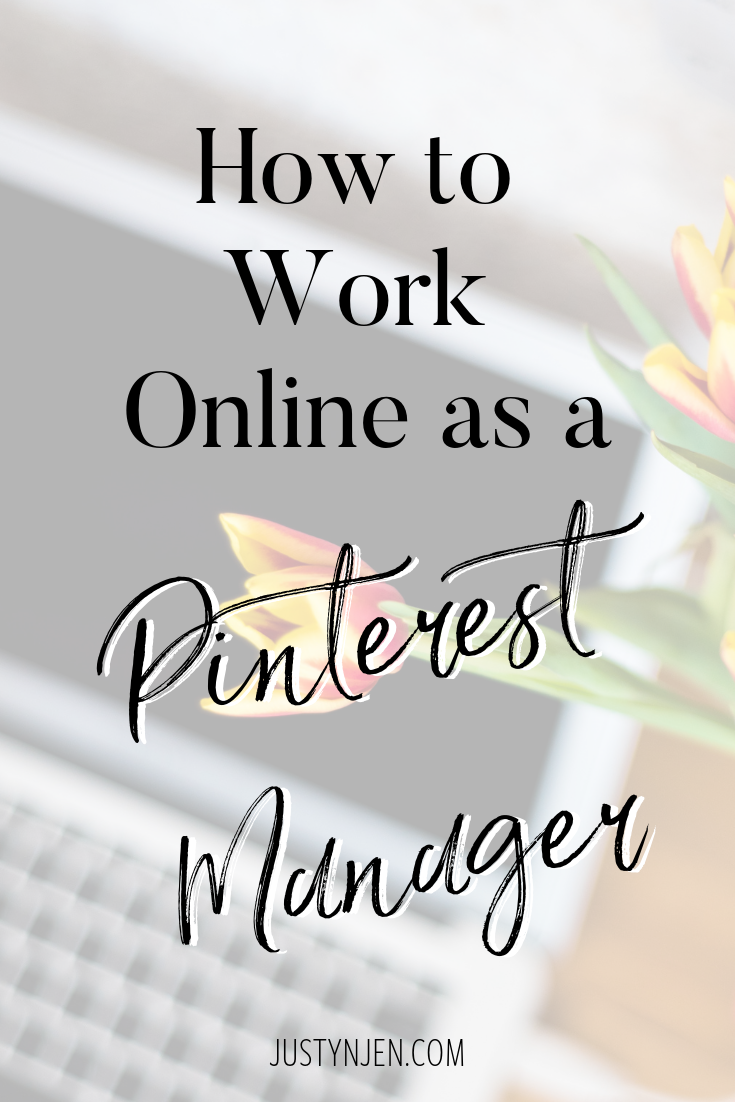 How to
Work
Online as a
Pinterest
Manager
JUSTYNJEN.COM